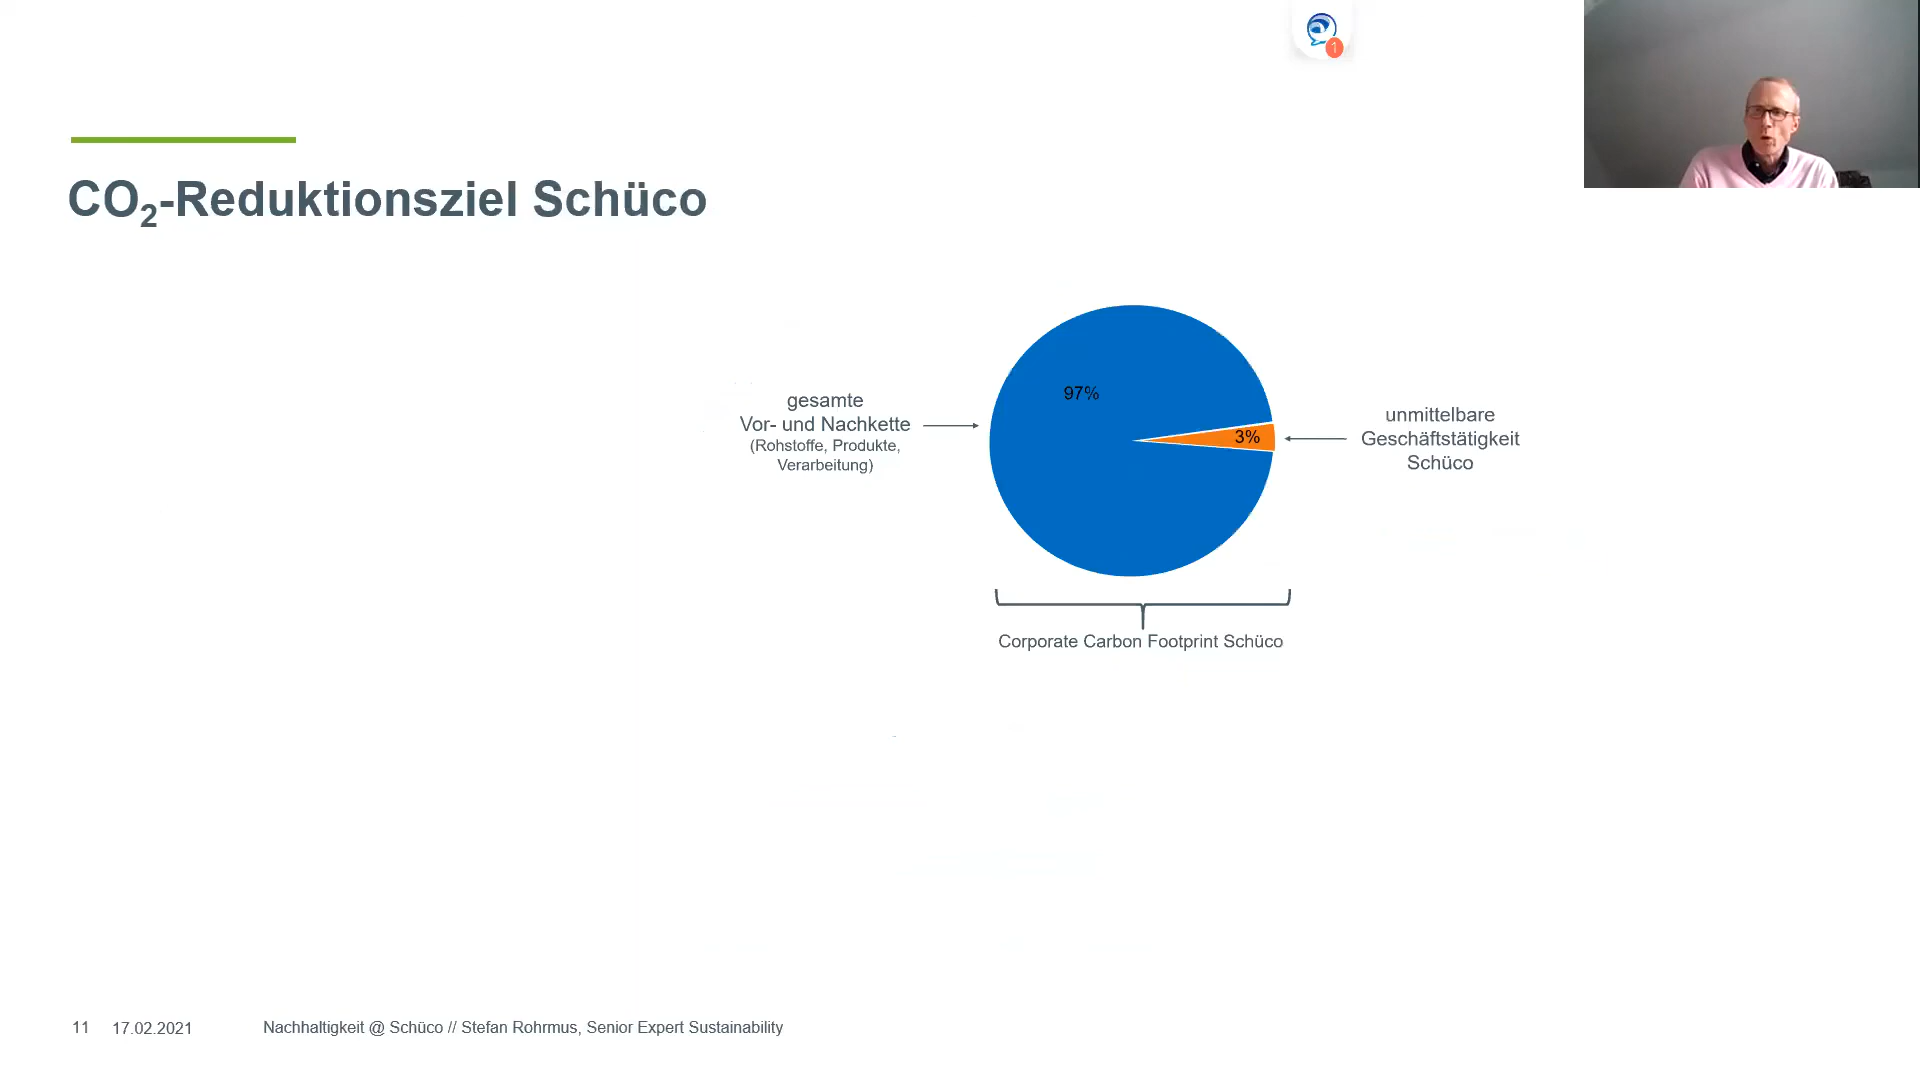 1
CO₂-Reduktionsziel Schüco
97%
3%
gesamte
Vor- und Nachkette
(Rohstoffe, Produkte,
Verarbeitung)
unmittelbare
Geschäftstätigkeit
Schüco
Corporate Carbon Footprint Schüco
11 17.02.2021 Nachhaltigkeit @ Schüco // Stefan Rohrmus, Senior Expert Sustainability